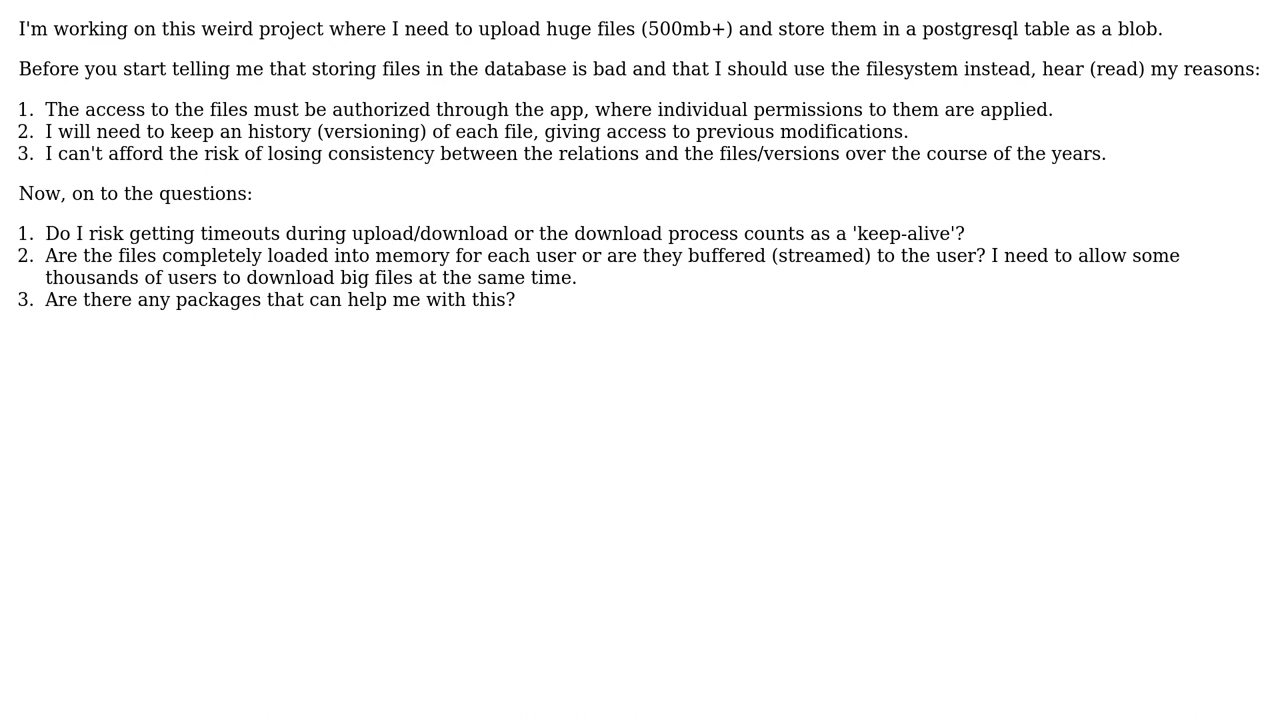 I'm working on this weird project where I need to upload huge files (500mb+) and store them in a postgresql table as a blob.
Before you start telling me that storing files in the database is bad and that I should use the filesystem instead, hear (read) my reasons:
1. The access to the files must be authorized through the app, where individual permissions to them are applied.
2. I will need to keep an history (versioning) of each file, giving access to previous modifications.
3. I can't afford the risk of losing consistency between the relations and the files/versions over the course of the years.
Now, on to the questions:
1. Do I risk getting timeouts during upload/download or the download process counts as a 'keep-alive'?
2. Are the files completely loaded into memory for each user or are they buffered (streamed) to the user? I need to allow some
thousands of users to download big files at the same time.
3. Are there any packages that can help me with this?